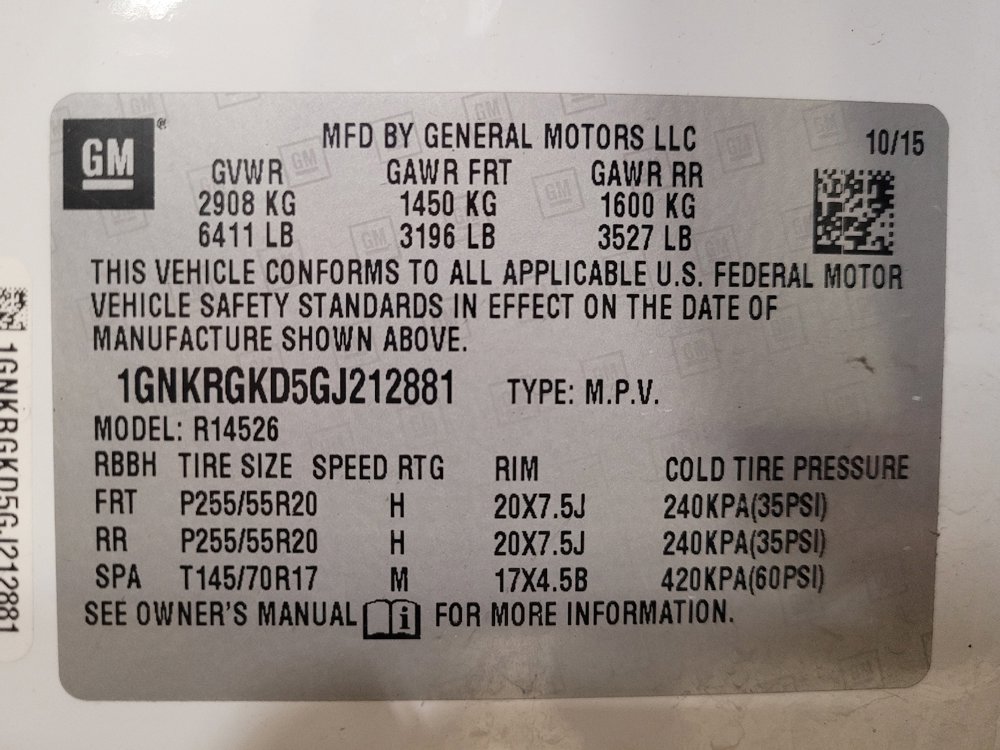 GM
MFD BY GENERAL MOTORS LLC 10/15
GVWR GAWR FRT GAWR RR
2908 KG 1450 KG 1600 KG
6411 LB 3196 LB 3527 LB
THIS VEHICLE CONFORMS TO ALL APPLICABLE U.S. FEDERAL MOTOR
VEHICLE SAFETY STANDARDS IN EFFECT ON THE DATE OF
MANUFACTURE SHOWN ABOVE.
1GNKRGKD5GJ212881 TYPE: M.P.V.
MODEL: R14526
RBBH TIRE SIZE SPEED RTG RIM COLD TIRE PRESSURE
FRT P255/55R20 H 20X7.5J 240KPA(35PSI)
RR P255/55R20 H 20X7.5J 240KPA(35PSI)
SPA T145/70R17 M 17X4.5B 420KPA(60PSI)
SEE OWNER'S MANUAL i FOR MORE INFORMATION.
1GNKRGKD5GJ212881